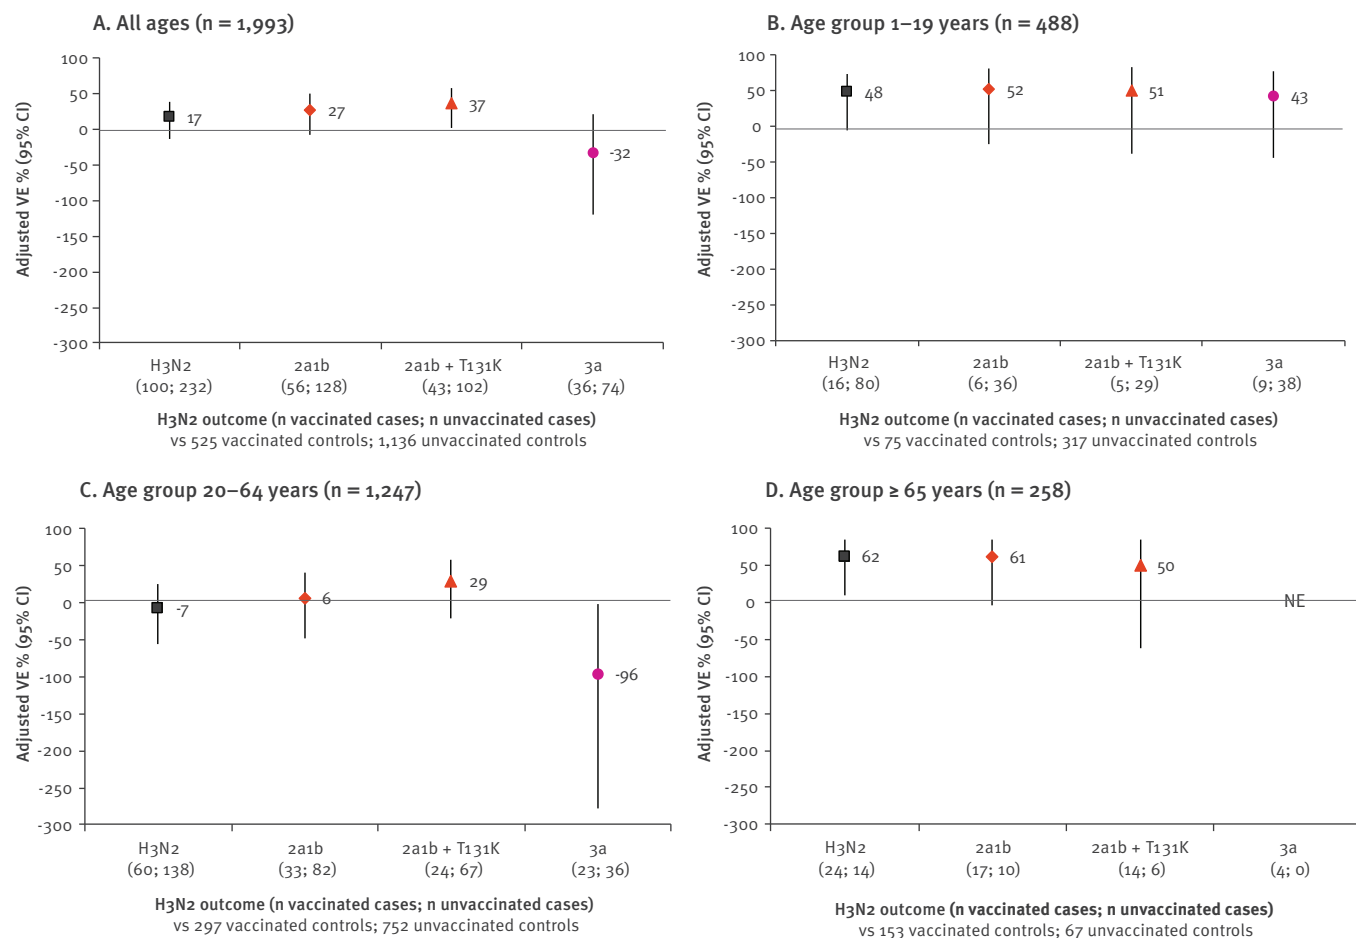 A. All ages (n = 1,993)
Adjusted VE % (95% CI)
100
50
0
-50
-100
-150
-200
-250
-300
17
27
37
-32
H3N2
(100; 232)
2a1b
(56; 128)
2a1b + T131K
(43; 102)
3a
(36; 74)
H3N2 outcome (n vaccinated cases; n unvaccinated cases)
vs 525 vaccinated controls; 1,136 unvaccinated controls
B. Age group 1–19 years (n = 488)
Adjusted VE % (95% CI)
100
50
0
-50
-100
-150
-200
-250
-300
48
52
51
43
H3N2
(16; 80)
2a1b
(6; 36)
2a1b + T131K
(5; 29)
3a
(9; 38)
H3N2 outcome (n vaccinated cases; n unvaccinated cases)
vs 75 vaccinated controls; 317 unvaccinated controls
C. Age group 20–64 years (n = 1,247)
Adjusted VE % (95% CI)
100
50
0
-50
-100
-150
-200
-250
-300
-7
6
29
-96
H3N2
(60; 138)
2a1b
(33; 82)
2a1b + T131K
(24; 67)
3a
(23; 36)
H3N2 outcome (n vaccinated cases; n unvaccinated cases)
vs 297 vaccinated controls; 752 unvaccinated controls
D. Age group ≥ 65 years (n = 258)
Adjusted VE % (95% CI)
100
50
0
-50
-100
-150
-200
-250
-300
62
61
50
NE
H3N2
(24; 14)
2a1b
(17; 10)
2a1b + T131K
(14; 6)
3a
(4; 0)
H3N2 outcome (n vaccinated cases; n unvaccinated cases)
vs 153 vaccinated controls; 67 unvaccinated controls